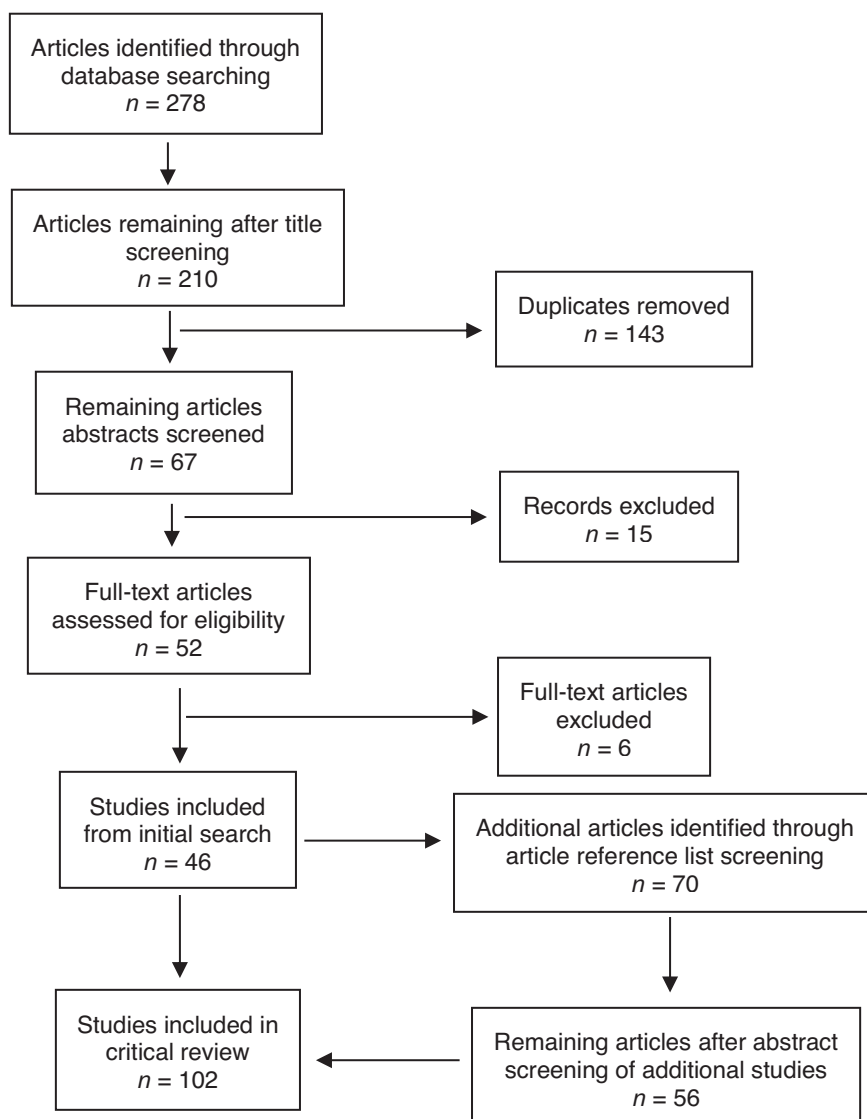 Articles identified through
database searching
n = 278
Articles remaining after title
screening
n = 210
Duplicates removed
n = 143
Remaining articles
abstracts screened
n = 67
Records excluded
n = 15
Full-text articles
assessed for eligibility
n = 52
Full-text articles
excluded
n = 6
Studies included
from initial search
n = 46
Additional articles identified through
article reference list screening
n = 70
Remaining articles after abstract
screening of additional studies
n = 56
Studies included in
critical review
n = 102